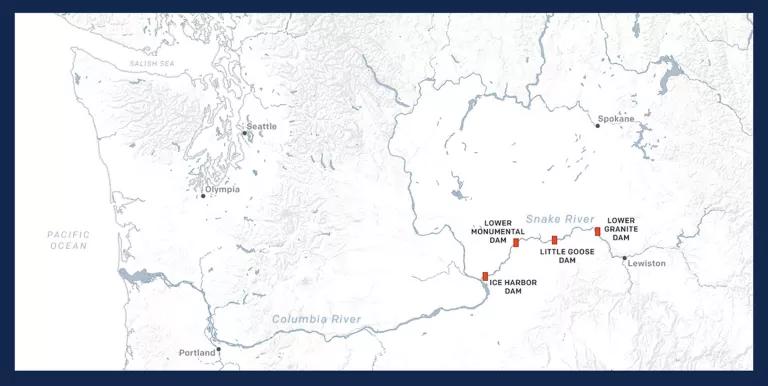 SALISH SEA
Seattle
Spokane
Olympia
PACIFIC
OCEAN
LOWER
MONUMENTAL
DAM
Snake River
LOWER
GRANITE
DAM
LITTLE GOOSE
DAM
Lewiston
ICE HARBOR
DAM
Columbia River
Portland